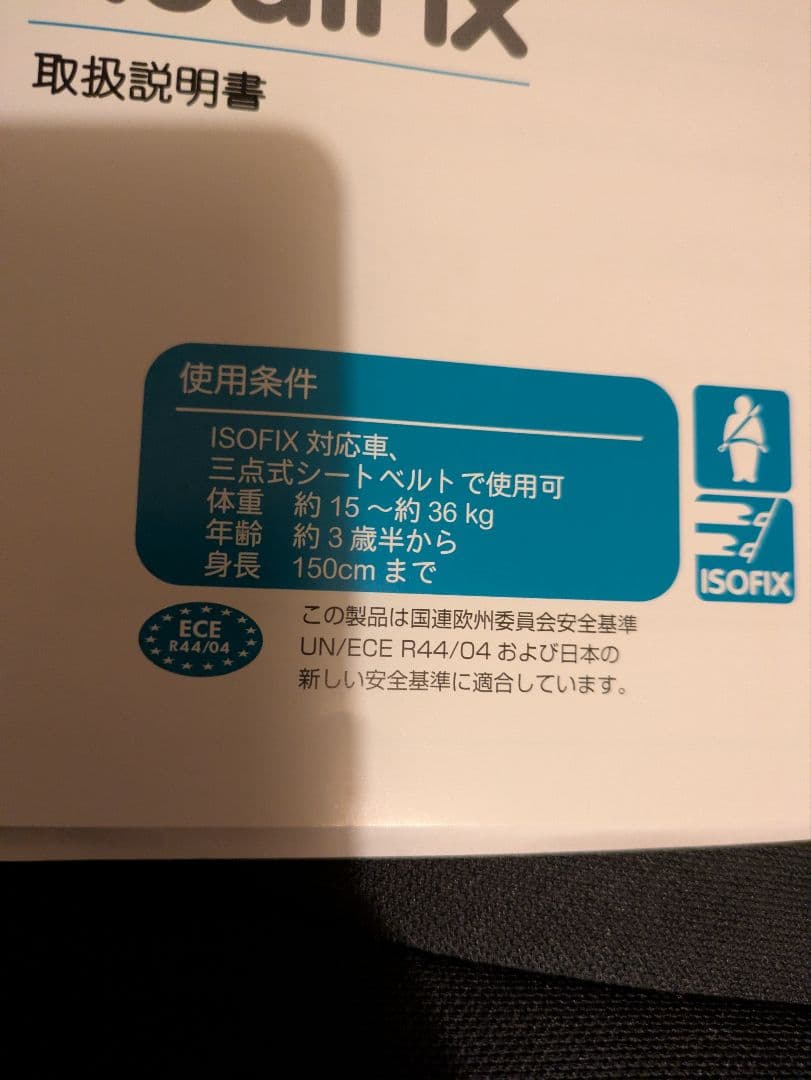 取扱説明書
使用条件
ISOFIX 対応車、
三点式シートベルトで使用可
体重 約 15 ～約 36 kg
年齢 約 3 歳半から
身長 150cm まで
ISOFIX
ECE
R44/04
この製品は国連欧州委員会安全基準
UN/ECE R44/04 および日本の
新しい安全基準に適合しています。